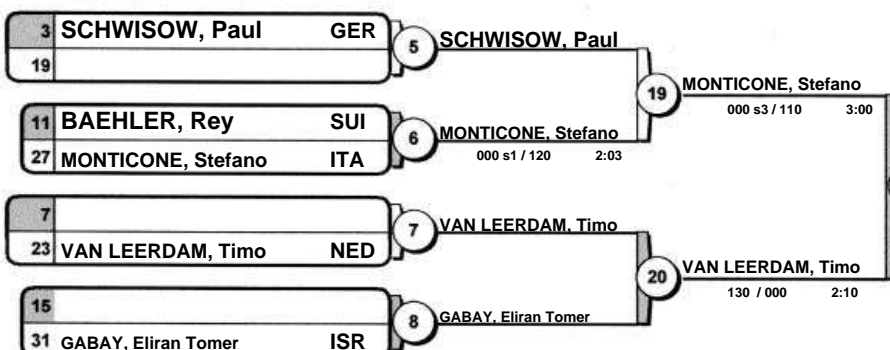 3 SCHWISOW, Paul GER
19
5
SCHWISOW, Paul
11 BAEHLER, Rey SUI
27 MONTICONE, Stefano ITA
6
MONTICONE, Stefano
000 s1 / 120 2:03
19
MONTICONE, Stefano
000 s3 / 110 3:00
7
23 VAN LEERDAM, Timo NED
7
VAN LEERDAM, Timo
15
31 GABAY, Eliran Tomer ISR
8
GABAY, Eliran Tomer
20
VAN LEERDAM, Timo
130 / 000 2:10